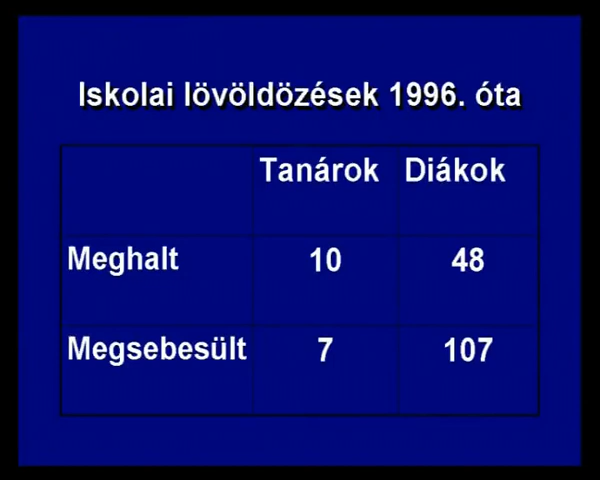 Iskolai lövöldözések 1996. óta
Tanárok Diákok
Meghalt 10 48
Megsebesült 7 107